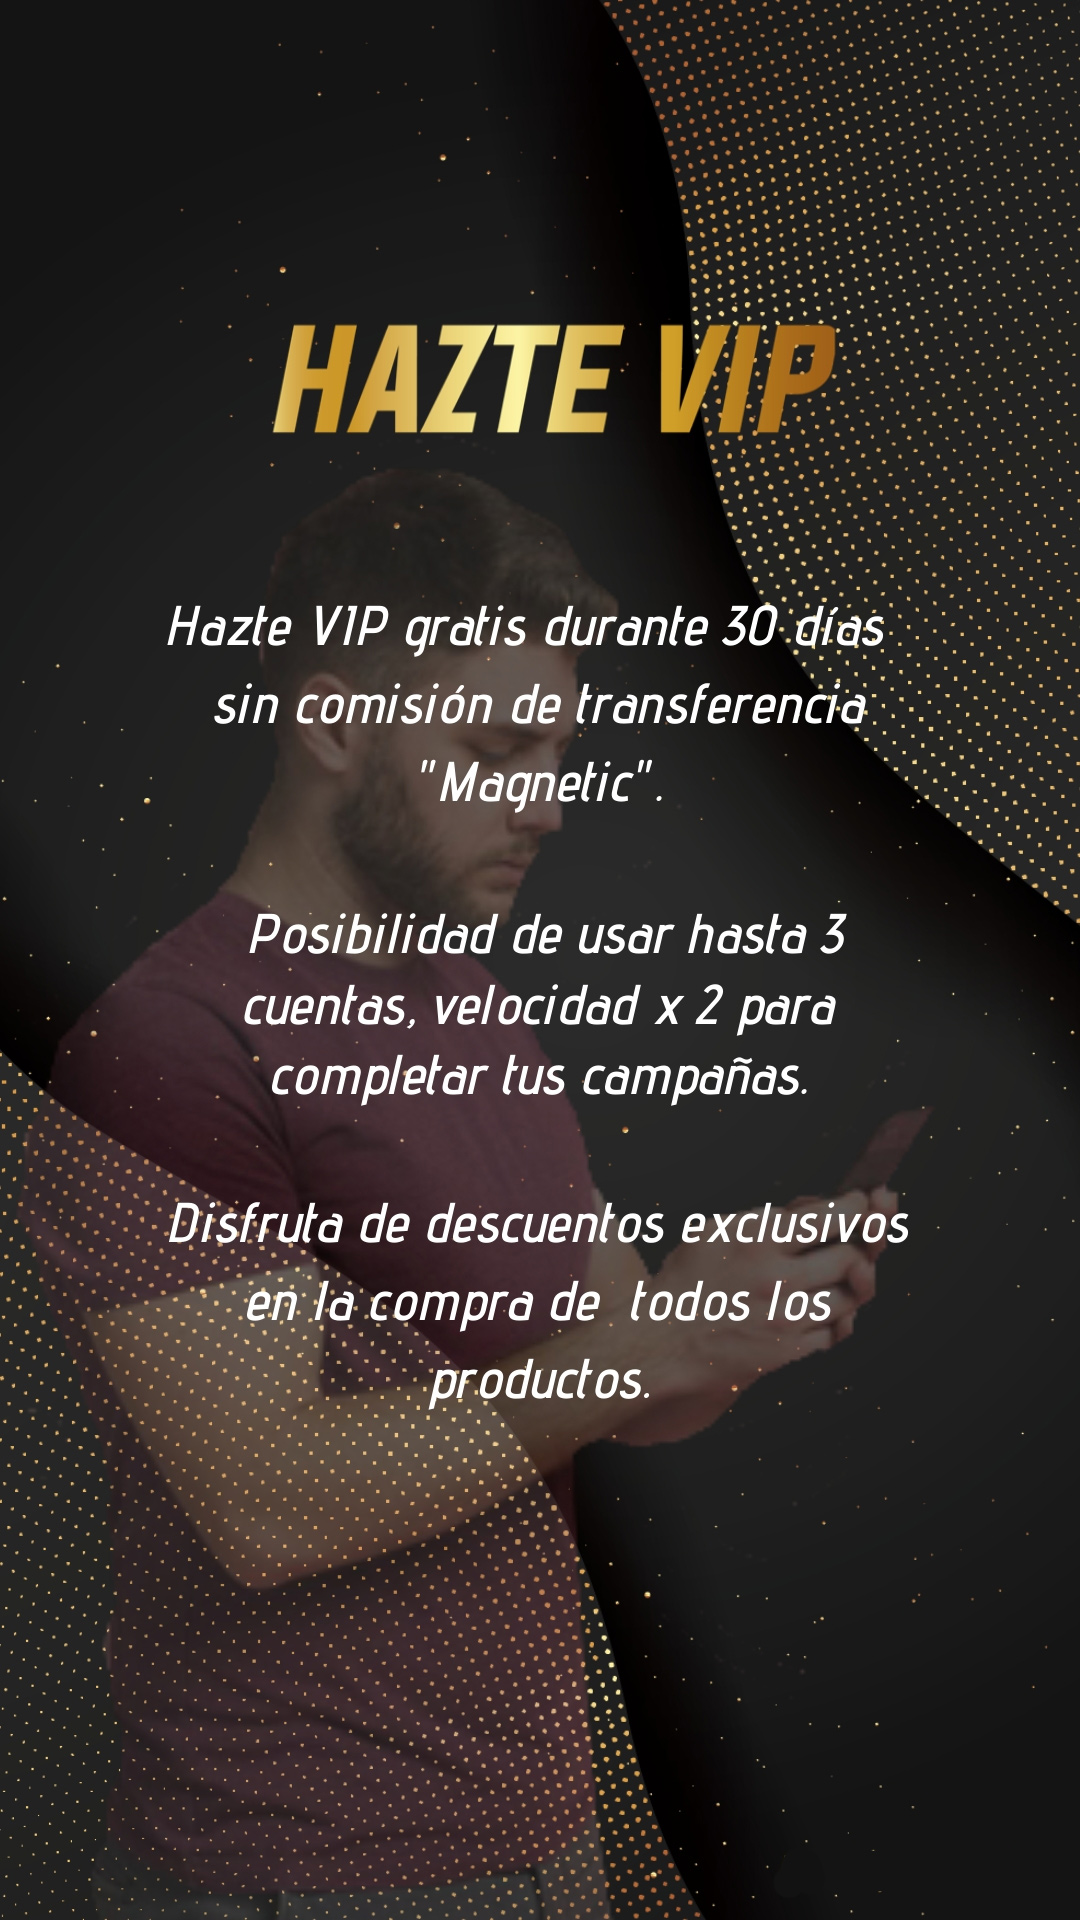 HAZTE VIP
Hazte VIP gratis durante 30 días
sin comisión de transferencia
"Magnetic".
Posibilidad de usar hasta 3
cuentas, velocidad x 2 para
completar tus campañas.
Disfruta de descuentos exclusivos
en la compra de todos los
productos.